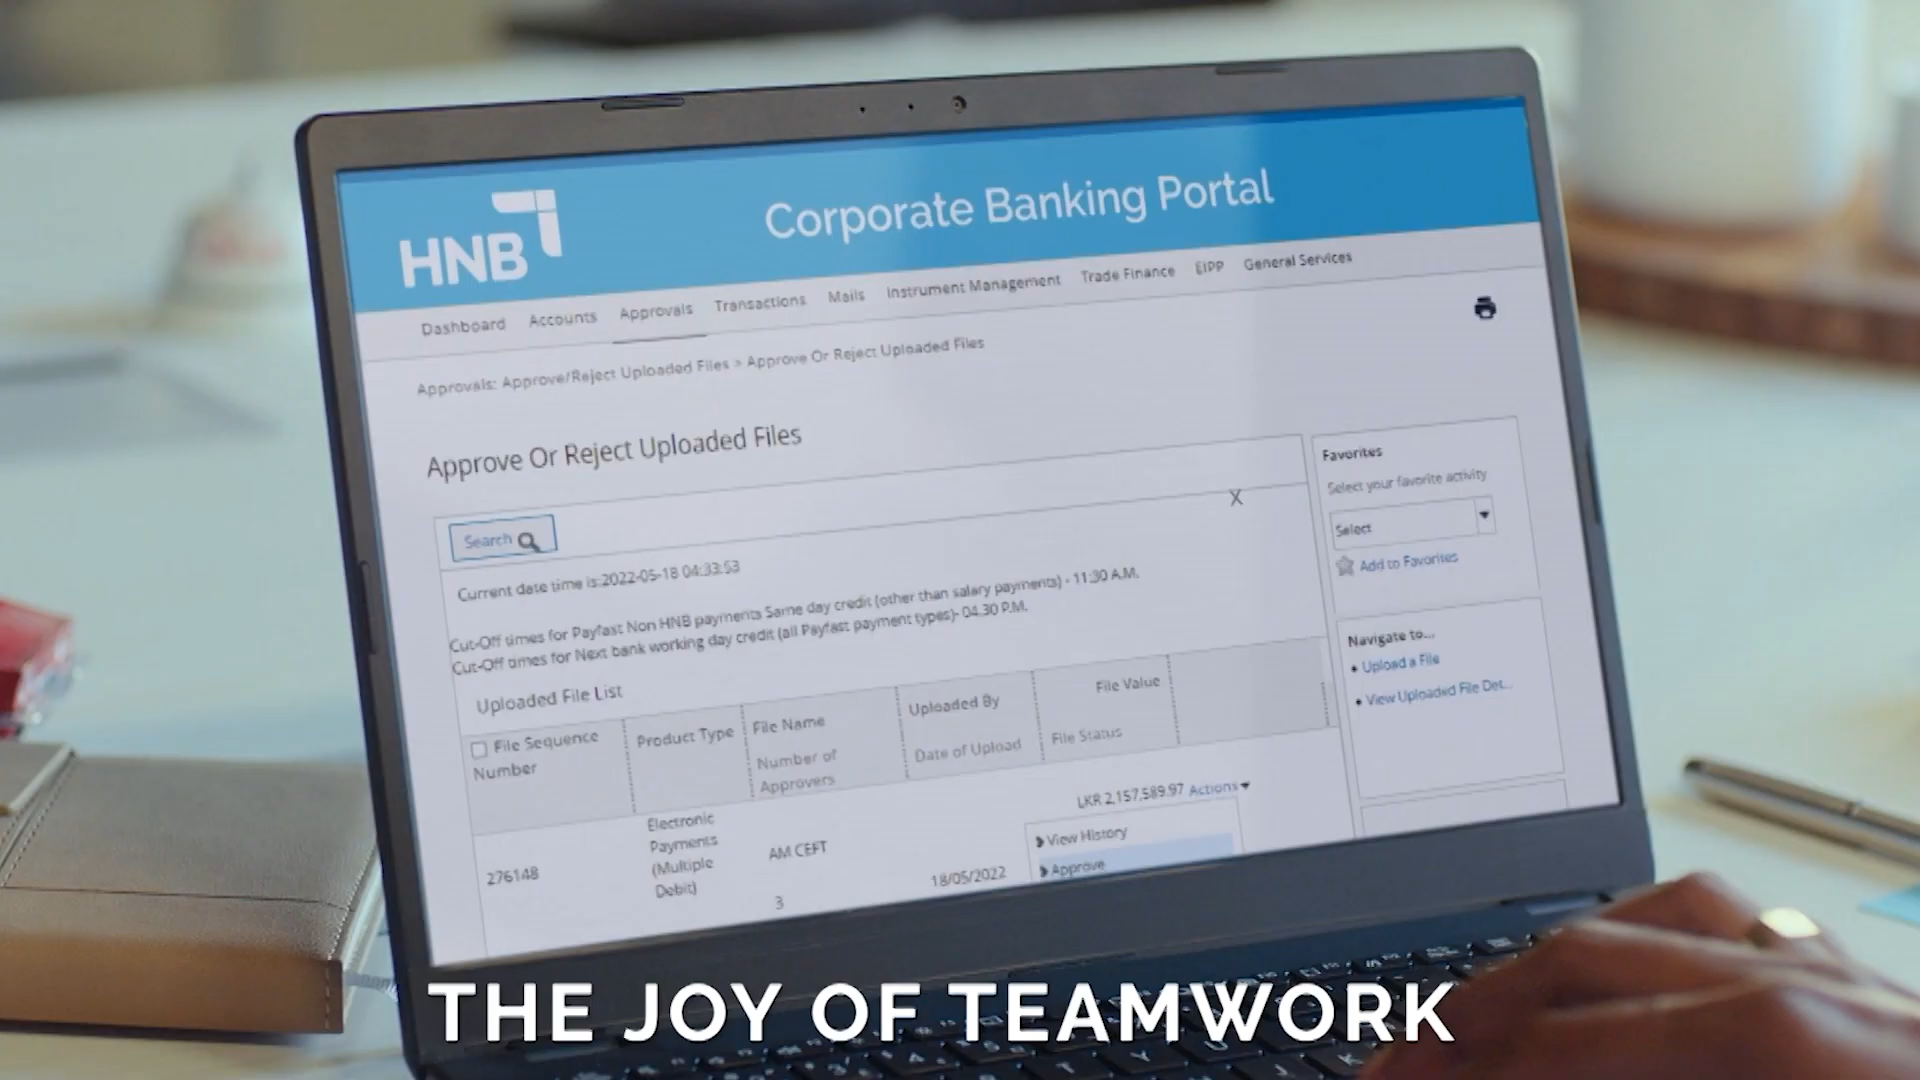 HNB
Corporate Banking Portal
Dashboard Accounts Approvals Transactions Mails Instrument Management Trade Finance EIPP General Services
Approvals: Approve/Reject Uploaded Files > Approve Or Reject Uploaded Files
Approve Or Reject Uploaded Files
Search
X
Current date time is:2022-05-18 04:33:53
Cut-Off times for Payfast Non HNB payments Same day credit (other than salary payments) - 11:30 A.M.
Cut-Off times for Next bank working day credit (all Payfast payment types)- 04.30 P.M.
Uploaded File List
File Sequence Number
Product Type
File Name
Number of Approvers
Uploaded By
Date of Upload
File Value
File Status
276148
Electronic
Payments
(Multiple
Debit)
AM CEFT
3
18/05/2022
LKR 2,157,589.97 Actions
View History
Approve
Favorites
Select your favorite activity
Select
Add to Favorites
Navigate to...
Upload a File
View Uploaded File Det...
THE JOY OF TEAMWORK